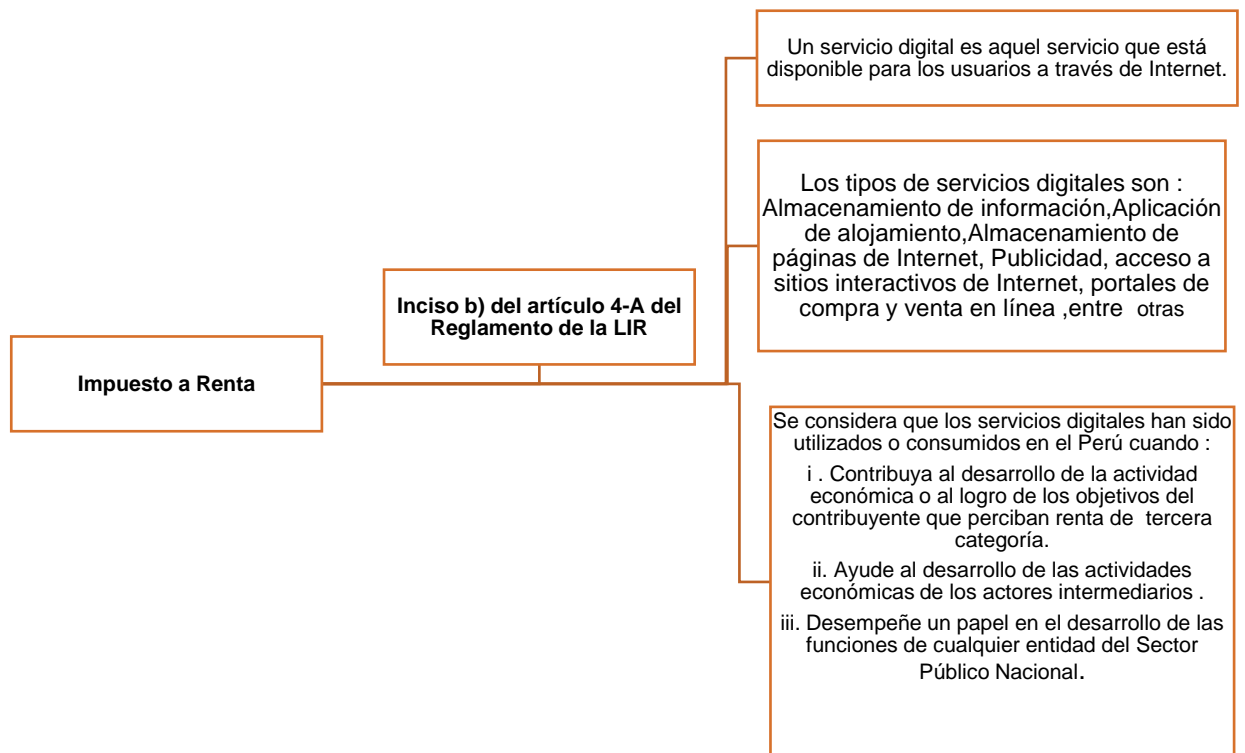 Impuesto a Renta
Inciso b) del artículo 4-A del
Reglamento de la LIR
Un servicio digital es aquel servicio que está
disponible para los usuarios a través de Internet.
Los tipos de servicios digitales son :
Almacenamiento de información,Aplicación
de alojamiento,Almacenamiento de
páginas de Internet, Publicidad, acceso a
sitios interactivos de Internet, portales de
compra y venta en línea ,entre otras
Se considera que los servicios digitales han sido
utilizados o consumidos en el Perú cuando :
i . Contribuya al desarrollo de la actividad
económica o al logro de los objetivos del
contribuyente que perciban renta de tercera
categoría.
ii. Ayude al desarrollo de las actividades
económicas de los actores intermediarios .
iii. Desempeñe un papel en el desarrollo de las
funciones de cualquier entidad del Sector
Público Nacional.